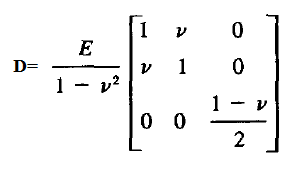 D= E / (1 − ν²) [1 ν 0
ν 1 0
0 0 (1 − ν) / 2]